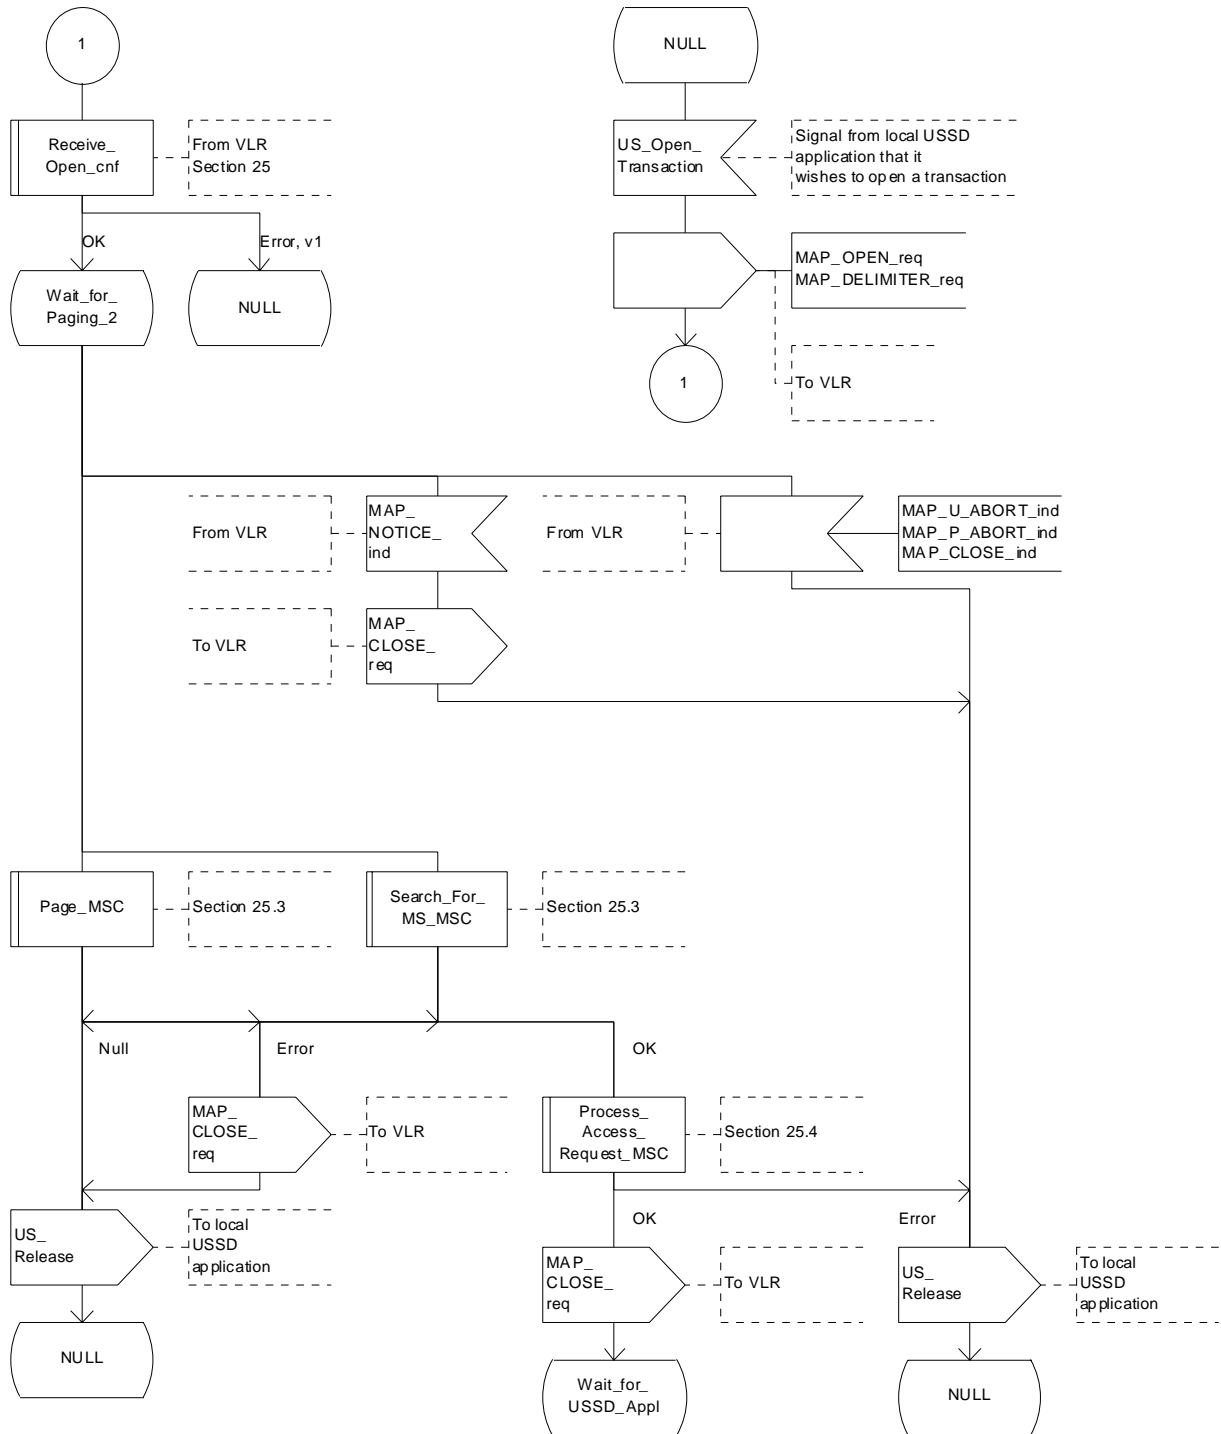 1
NULL
Receive_
Open_cnf
From VLR
Section 25
US_Open_
Transaction
Signal from local USSD
application that it
wishes to open a transaction
OK
Error, v1
Wait_for_
Paging_2
NULL
MAP_OPEN_req
MAP_DELIMITER_req
1
To VLR
From VLR
MAP_
NOTICE_
ind
From VLR
MAP_U_ABORT_ind
MAP_P_ABORT_ind
MAP_CLOSE_ind
To VLR
MAP_
CLOSE_
req
Page_MSC
Section 25.3
Search_For_
MS_MSC
Section 25.3
Null
Error
OK
MAP_
CLOSE_
req
To VLR
Process_
Access_
Request_MSC
Section 25.4
OK
Error
US_
Release
To local
USSD
application
MAP_
CLOSE_
req
To VLR
US_
Release
To local
USSD
application
NULL
Wait_for_
USSD_Appl
NULL